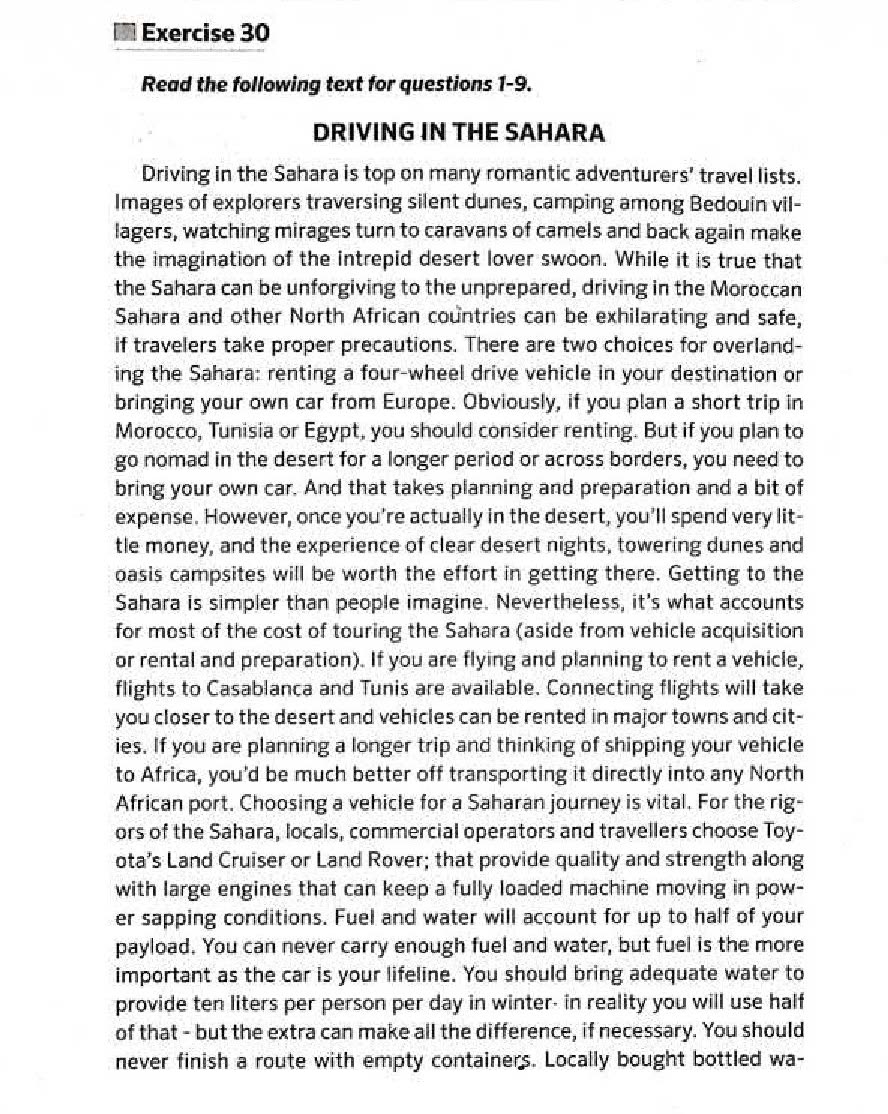 Exercise 30
Read the following text for questions 1-9.
DRIVING IN THE SAHARA
Driving in the Sahara is top on many romantic adventurers' travel lists.
Images of explorers traversing silent dunes, camping among Bedouin vil-
lagers, watching mirages turn to caravans of camels and back again make
the imagination of the intrepid desert lover swoon. While it is true that
the Sahara can be unforgiving to the unprepared, driving in the Moroccan
Sahara and other North African countries can be exhilarating and safe,
if travelers take proper precautions. There are two choices for overland-
ing the Sahara: renting a four-wheel drive vehicle in your destination or
bringing your own car from Europe. Obviously, if you plan a short trip in
Morocco, Tunisia or Egypt, you should consider renting. But if you plan to
go nomad in the desert for a longer period or across borders, you need to
bring your own car. And that takes planning and preparation and a bit of
expense. However, once you're actually in the desert, you'll spend very lit-
tle money, and the experience of clear desert nights, towering dunes and
oasis campsites will be worth the effort in getting there. Getting to the
Sahara is simpler than people imagine. Nevertheless, it's what accounts
for most of the cost of touring the Sahara (aside from vehicle acquisition
or rental and preparation). If you are flying and planning to rent a vehicle,
flights to Casablanca and Tunis are available. Connecting flights will take
you closer to the desert and vehicles can be rented in major towns and cit-
ies. If you are planning a longer trip and thinking of shipping your vehicle
to Africa, you'd be much better off transporting it directly into any North
African port. Choosing a vehicle for a Saharan journey is vital. For the rig-
ors of the Sahara, locals, commercial operators and travellers choose Toy-
ota's Land Cruiser or Land Rover; that provide quality and strength along
with large engines that can keep a fully loaded machine moving in pow-
er sapping conditions. Fuel and water will account for up to half of your
payload. You can never carry enough fuel and water, but fuel is the more
important as the car is your lifeline. You should bring adequate water to
provide ten liters per person per day in winter- in reality you will use half
of that - but the extra can make all the difference, if necessary. You should
never finish a route with empty containers. Locally bought bottled wa-